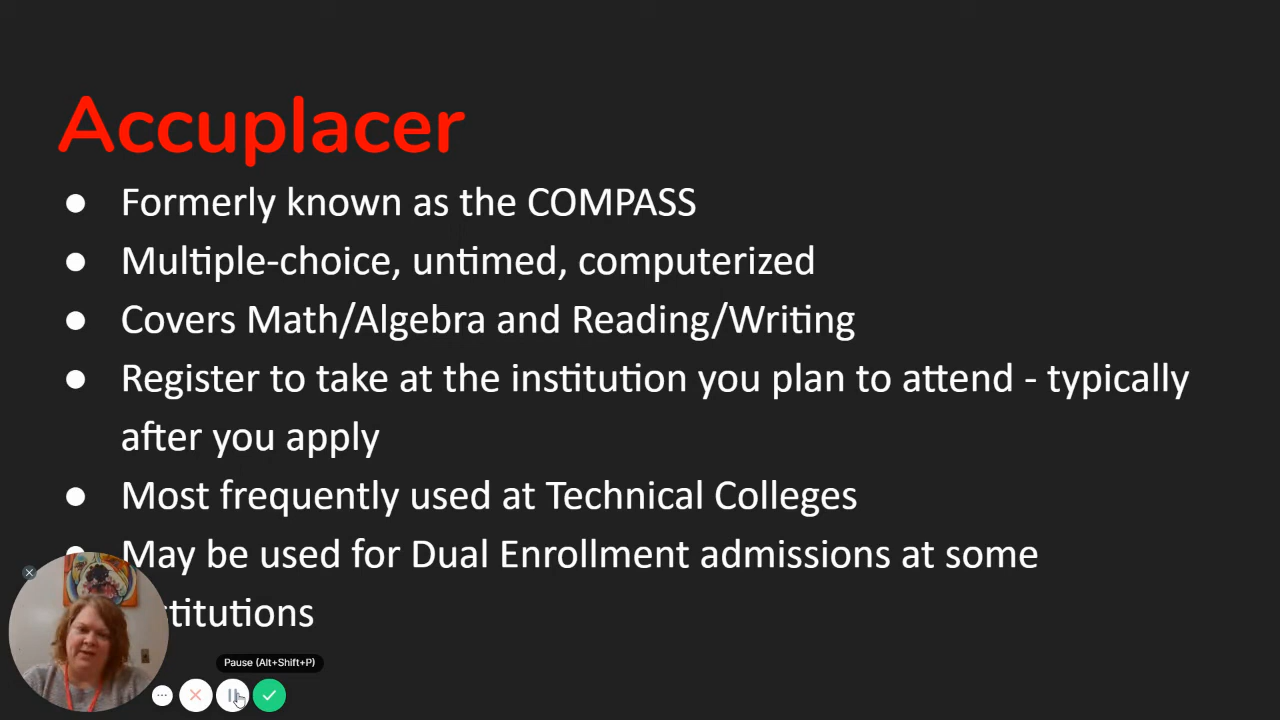 Accuplacer
● Formerly known as the COMPASS
● Multiple-choice, untimed, computerized
● Covers Math/Algebra and Reading/Writing
● Register to take at the institution you plan to attend - typically
after you apply
● Most frequently used at Technical Colleges
● May be used for Dual Enrollment admissions at some
stitutions
Pause (Alt+Shift+P)